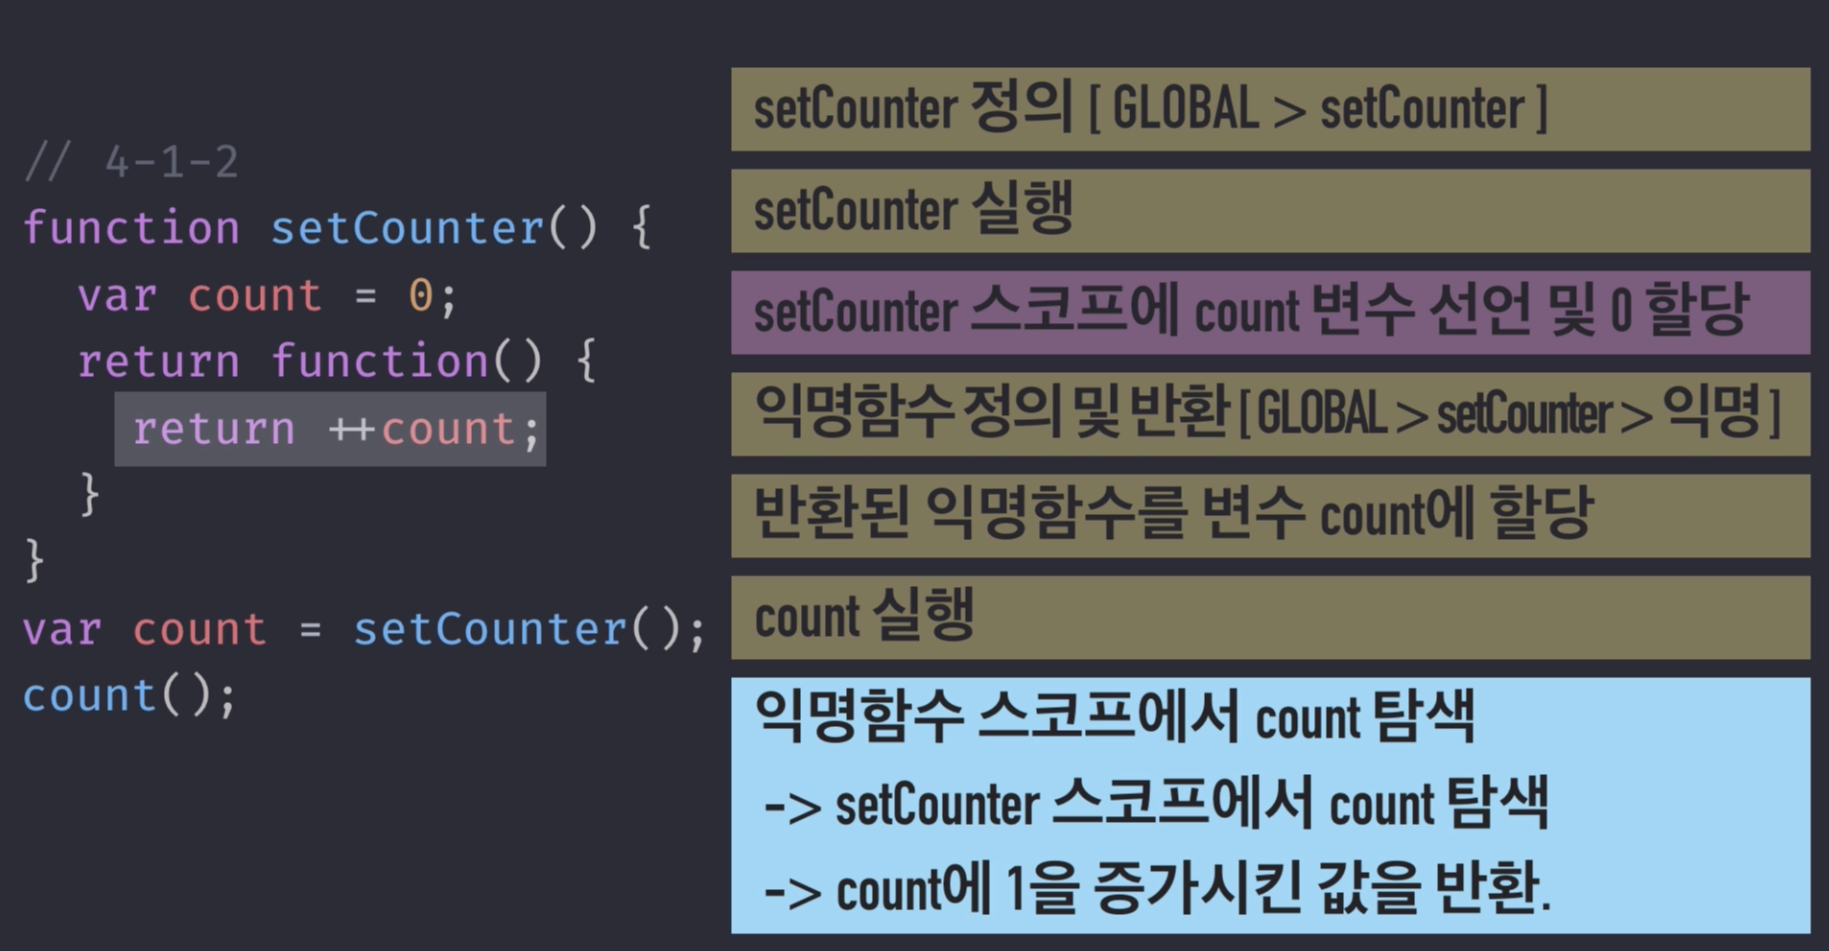 // 4-1-2
function setCounter() {
  var count = 0;
  return function() {
    return ++count;
  }
}
var count = setCounter();
count();
setCounter 정의 [ GLOBAL > setCounter ]
setCounter 실행
setCounter 스코프에 count 변수 선언 및 0 할당
익명함수 정의 및 반환 [ GLOBAL > setCounter > 익명 ]
반환된 익명함수를 변수 count에 할당
count 실행
익명함수 스코프에서 count 탐색
-> setCounter 스코프에서 count 탐색
-> count에 1을 증가시킨 값을 반환.